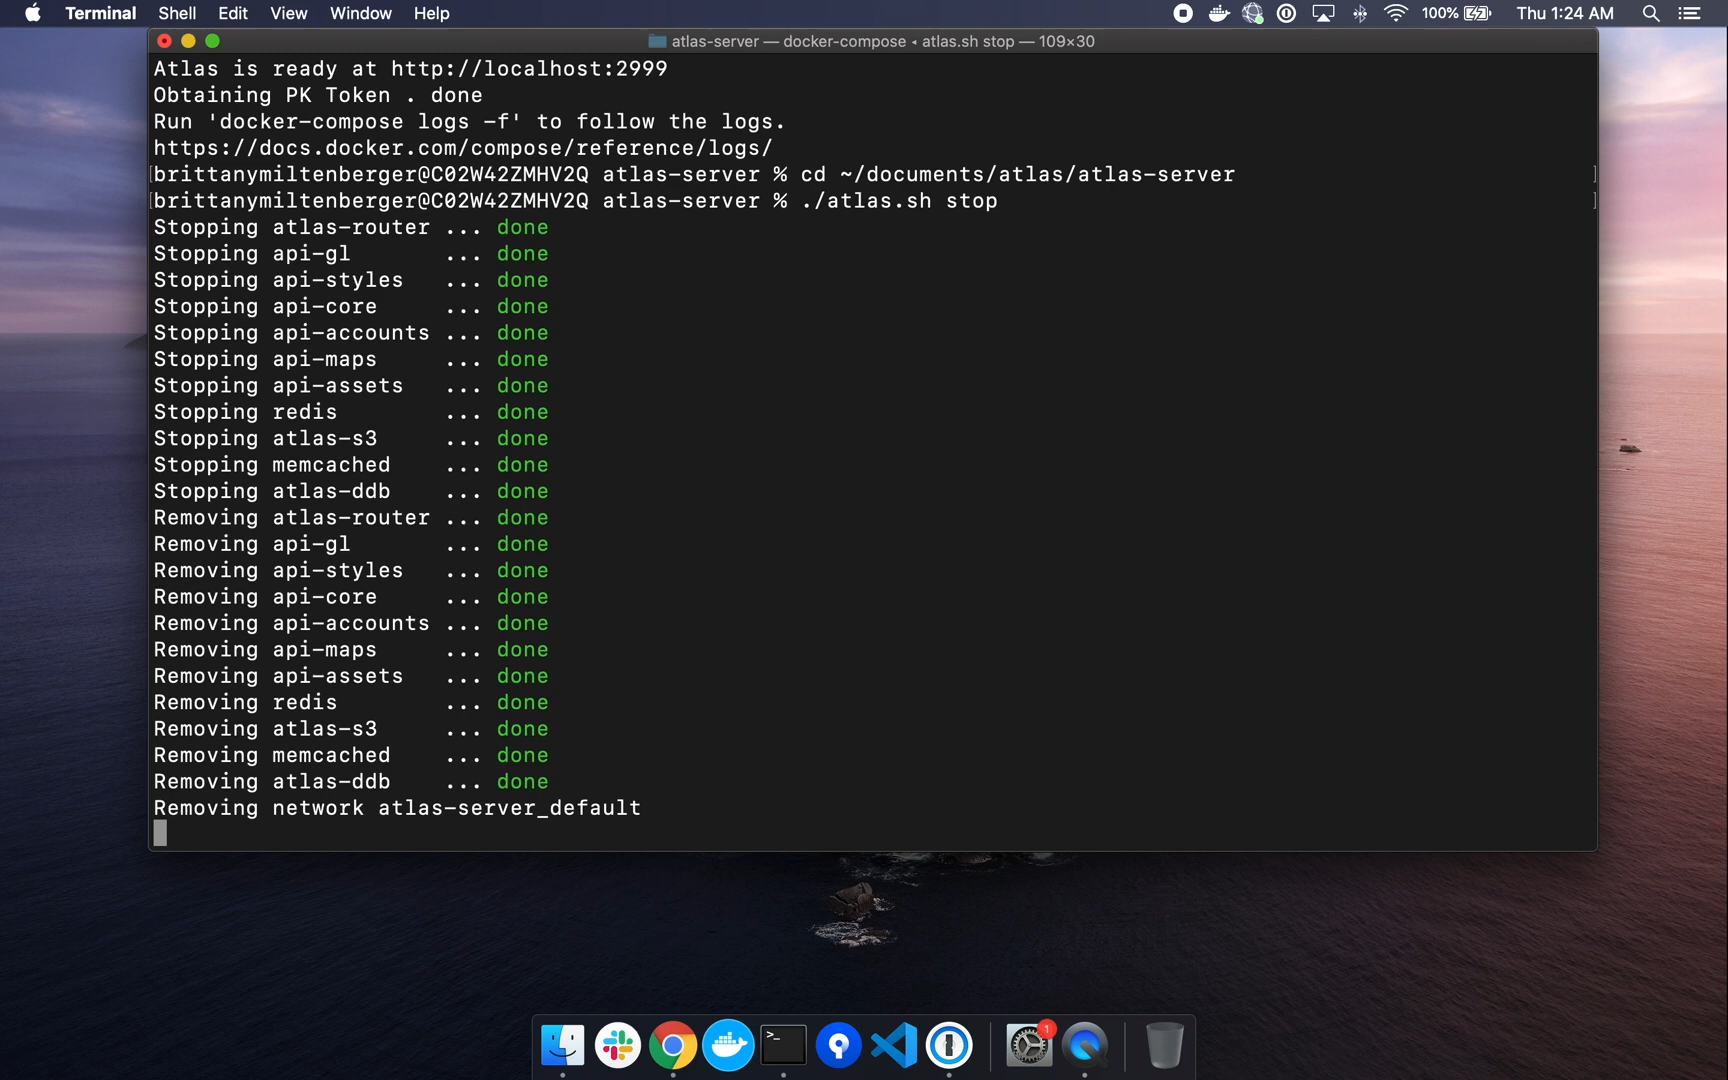 Terminal Shell Edit View Window Help 100% Thu 1:24 AM
atlas-server — docker-compose ◂ atlas.sh stop — 109×30
Atlas is ready at http://localhost:2999
Obtaining PK Token . done
Run 'docker-compose logs -f' to follow the logs.
https://docs.docker.com/compose/reference/logs/
[brittanymiltenberger@C02W42ZMHV2Q atlas-server % cd ~/documents/atlas/atlas-server ]
[brittanymiltenberger@C02W42ZMHV2Q atlas-server % ./atlas.sh stop ]
Stopping atlas-router ... done
Stopping api-gl ... done
Stopping api-styles ... done
Stopping api-core ... done
Stopping api-accounts ... done
Stopping api-maps ... done
Stopping api-assets ... done
Stopping redis ... done
Stopping atlas-s3 ... done
Stopping memcached ... done
Stopping atlas-ddb ... done
Removing atlas-router ... done
Removing api-gl ... done
Removing api-styles ... done
Removing api-core ... done
Removing api-accounts ... done
Removing api-maps ... done
Removing api-assets ... done
Removing redis ... done
Removing atlas-s3 ... done
Removing memcached ... done
Removing atlas-ddb ... done
Removing network atlas-server_default
>_
1